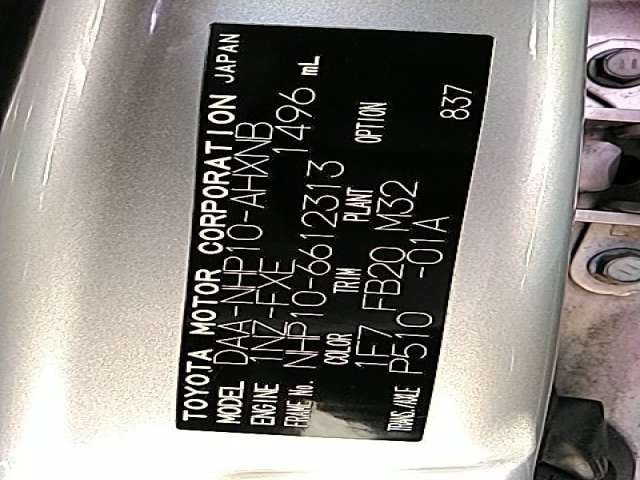 TOYOTA MOTOR CORPORATION JAPAN
MODEL DAA-NHP10-AHXNB
ENGINE 1NZ-FXE 1496 mL
FRAME No. NHP10-6612313
COLOR TRIM PLANT OPTION
1F7 FB20 M32
TRANS./AXLE P510 -01A 837